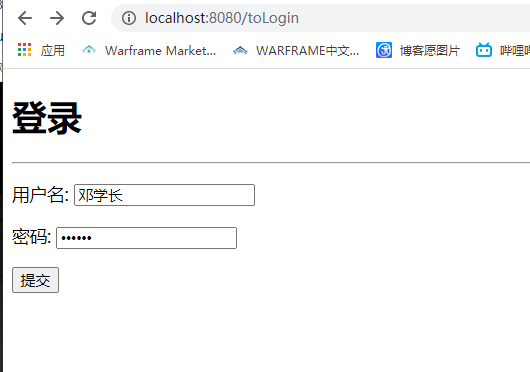 localhost:8080/toLogin
应用 Warframe Market... WARFRAME中文... 博客愿图片 哔哩哔
登录
用户名: 邓学长
密码: ••••••
提交